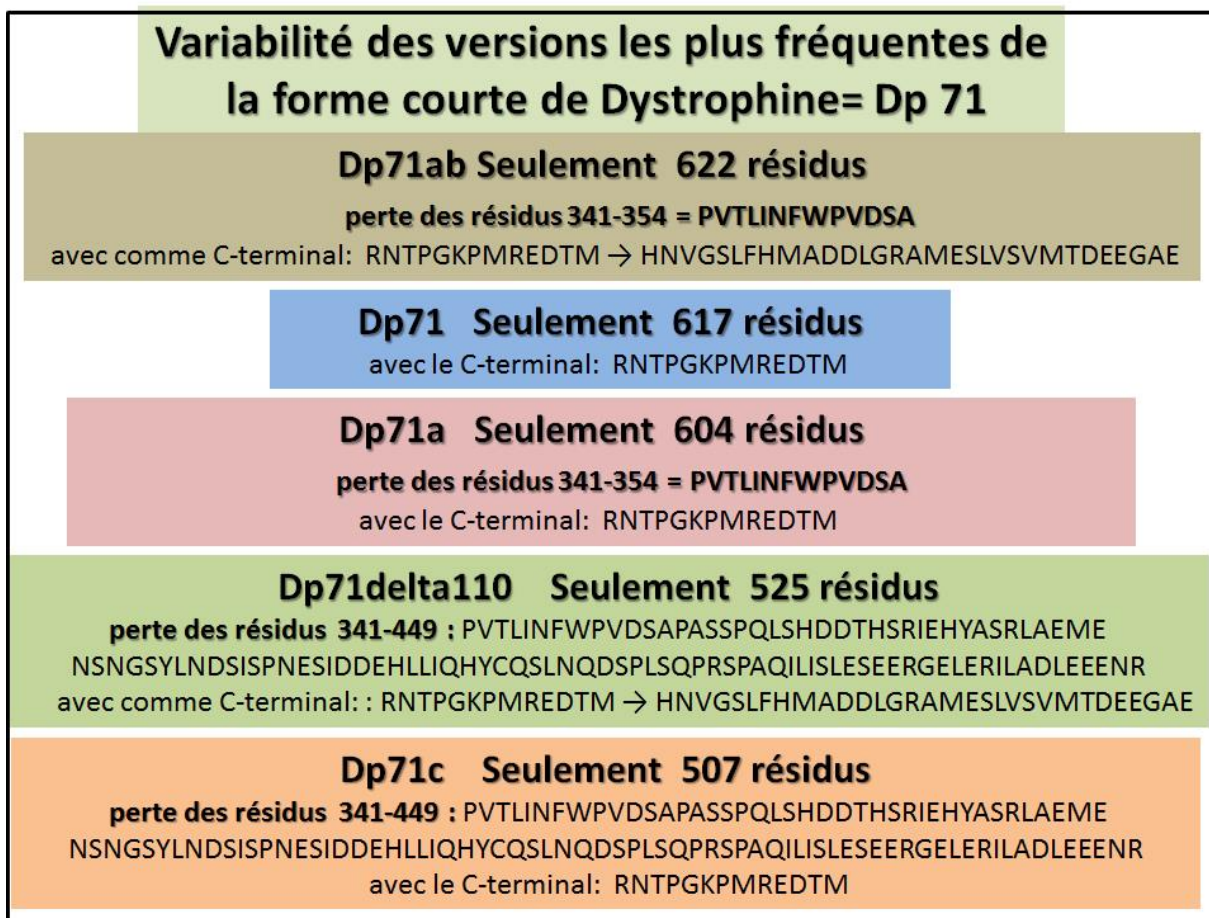 Variabilité des versions les plus fréquentes de
la forme courte de Dystrophine= Dp 71
Dp71ab Seulement 622 résidus
perte des résidus 341-354 = PVTLINFWPVDSA
avec comme C-terminal: RNTPGKPMREDTM → HNVGSLFHMADDLGRAMESLVSVMTDEEGAE
Dp71 Seulement 617 résidus
avec le C-terminal: RNTPGKPMREDTM
Dp71a Seulement 604 résidus
perte des résidus 341-354 = PVTLINFWPVDSA
avec le C-terminal: RNTPGKPMREDTM
Dp71delta110 Seulement 525 résidus
perte des résidus 341-449 : PVTLINFWPVDSAPASSPQLSHDDTHSRIEHYASRLAEME
NSNGSYLNDSISPNESIDDEHLLIQHYCQSLNQDSPLSQPRSPAQILISLESEERGELERILADLEEENR
avec comme C-terminal: : RNTPGKPMREDTM → HNVGSLFHMADDLGRAMESLVSVMTDEEGAE
Dp71c Seulement 507 résidus
perte des résidus 341-449 : PVTLINFWPVDSAPASSPQLSHDDTHSRIEHYASRLAEME
NSNGSYLNDSISPNESIDDEHLLIQHYCQSLNQDSPLSQPRSPAQILISLESEERGELERILADLEEENR
avec le C-terminal: RNTPGKPMREDTM